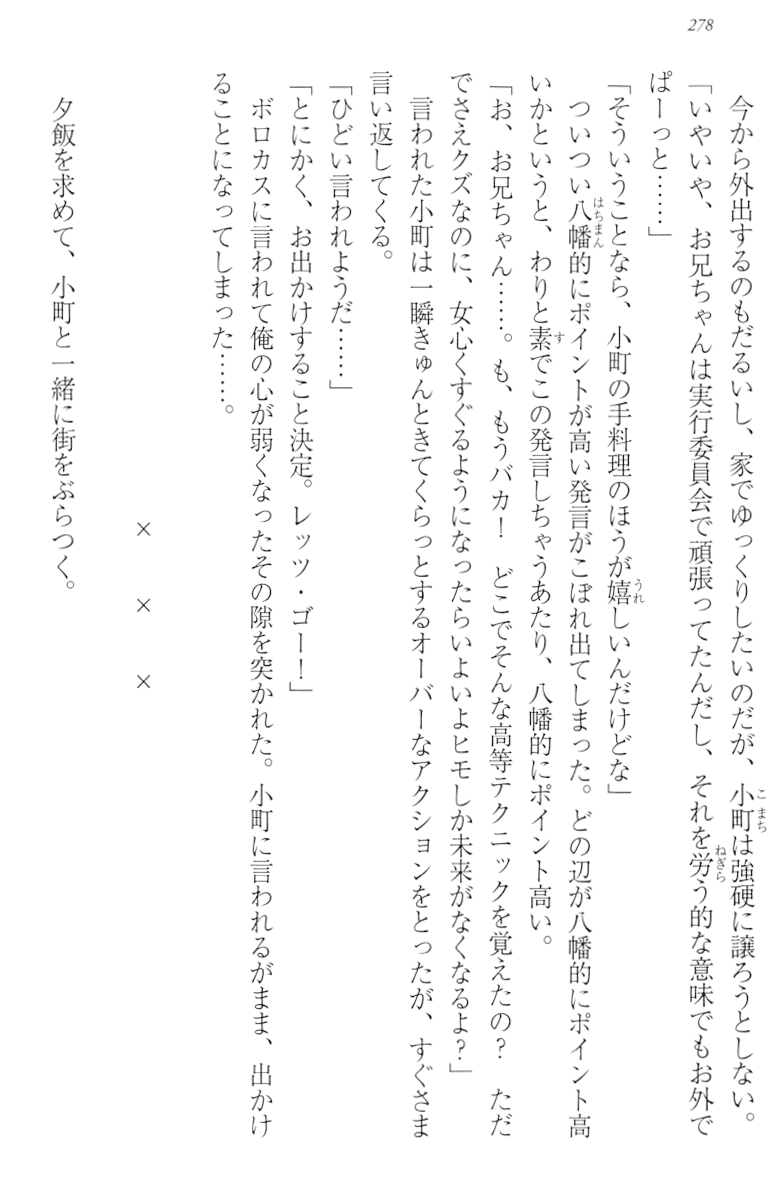 278
今から外出するのもだるいし、家でゆっくりしたいのだが、小町は強硬に譲ろうとしない。
「いやいや、お兄ちゃんは実行委員会で頑張ってたんだし、それを労う的な意味でもお外で
ぱーっと……」
「そういうことなら、小町の手料理のほうが嬉しいんだけどな」
ついつい八幡的にポイントが高い発言がこぼれ出てしまった。どの辺が八幡的にポイント高
いかというと、わりと素でこの発言しちゃうあたり、八幡的にポイント高い。
「お、お兄ちゃん……。も、もうバカ！　どこでそんな高等テクニックを覚えたの？　ただ
でさえクズなのに、女心くすぐるようになったらいよいよヒモしか未来がなくなるよ？」
言われた小町は一瞬きゅんときてくらっとするオーバーなアクションをとったが、すぐさま
言い返してくる。
「ひどい言われようだ……」
「とにかく、お出かけすること決定。レッツ・ゴー！」
ボロカスに言われて俺の心が弱くなったその隙を突かれた。小町に言われるがまま、出かけ
ることになってしまった……。
×　×　×
夕飯を求めて、小町と一緒に街をぶらつく。